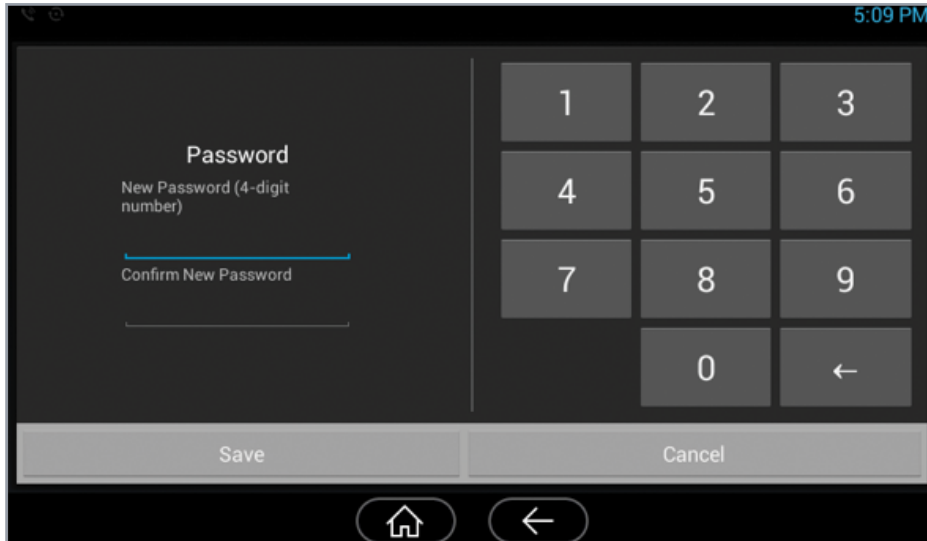 5:09 PM
Password
New Password (4-digit
number)
Confirm New Password
1 2 3
4 5 6
7 8 9
0 ←
Save Cancel